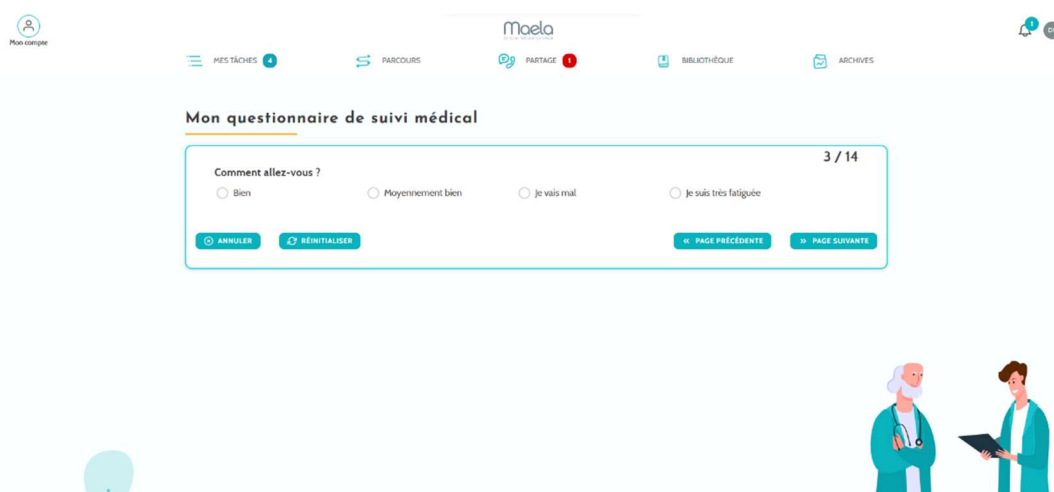 Mon compte
Maela
1
MES TÂCHES 4
PARCOURS
PARTAGE 1
BIBLIOTHÈQUE
ARCHIVES
Mon questionnaire de suivi médical
3 / 14
Comment allez-vous ?
Bien
Moyennement bien
Je vais mal
Je suis très fatiguée
ANNULER
RÉINITIALISER
« PAGE PRÉCÉDENTE
» PAGE SUIVANTE